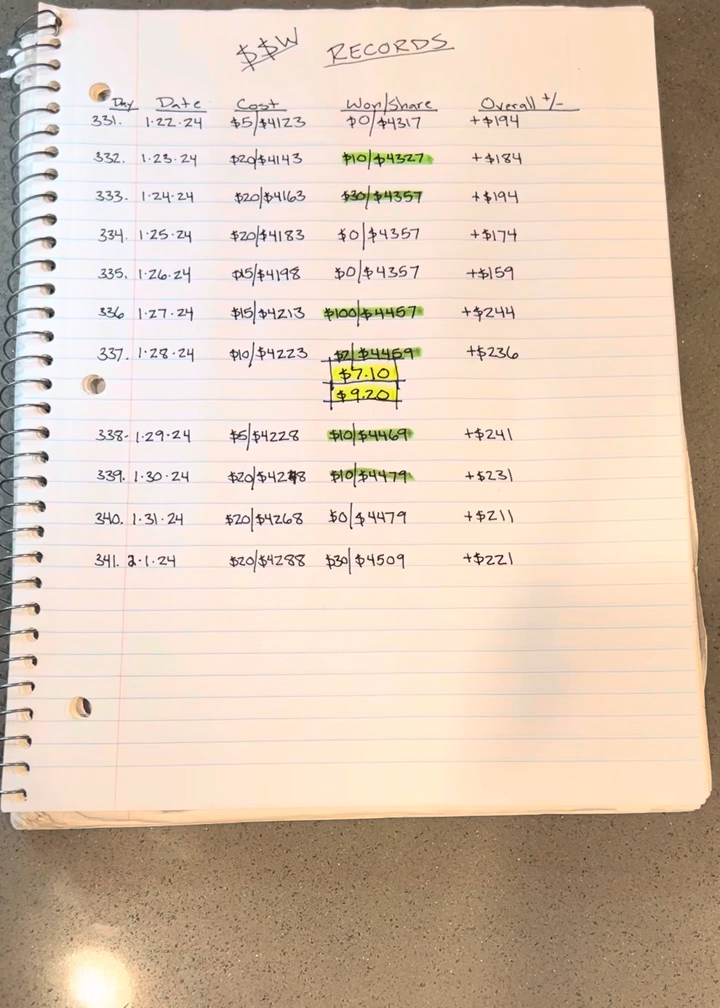 $$W RECORDS
Day Date Cost Won/Share Overall +/-
331. 1.22.24 $5/$4123 $0/$4317 +$194
332. 1.23.24 $20/$4143 $10/$4327 +$184
333. 1.24.24 $20/$4163 $30/$4357 +$194
334. 1.25.24 $20/$4183 $0/$4357 +$174
335. 1.26.24 $15/$4198 $0/$4357 +$159
336 1.27.24 $15/$4213 $100/$4457 +$244
337. 1.28.24 $10/$4223 $2/$4459 +$236
$7.10
$9.20
338. 1.29.24 $5/$4228 $10/$4469 +$241
339. 1.30.24 $20/$4248 $10/$4479 +$231
340. 1.31.24 $20/$4268 $0/$4479 +$211
341. 2.1.24 $20/$4288 $30/$4509 +$221